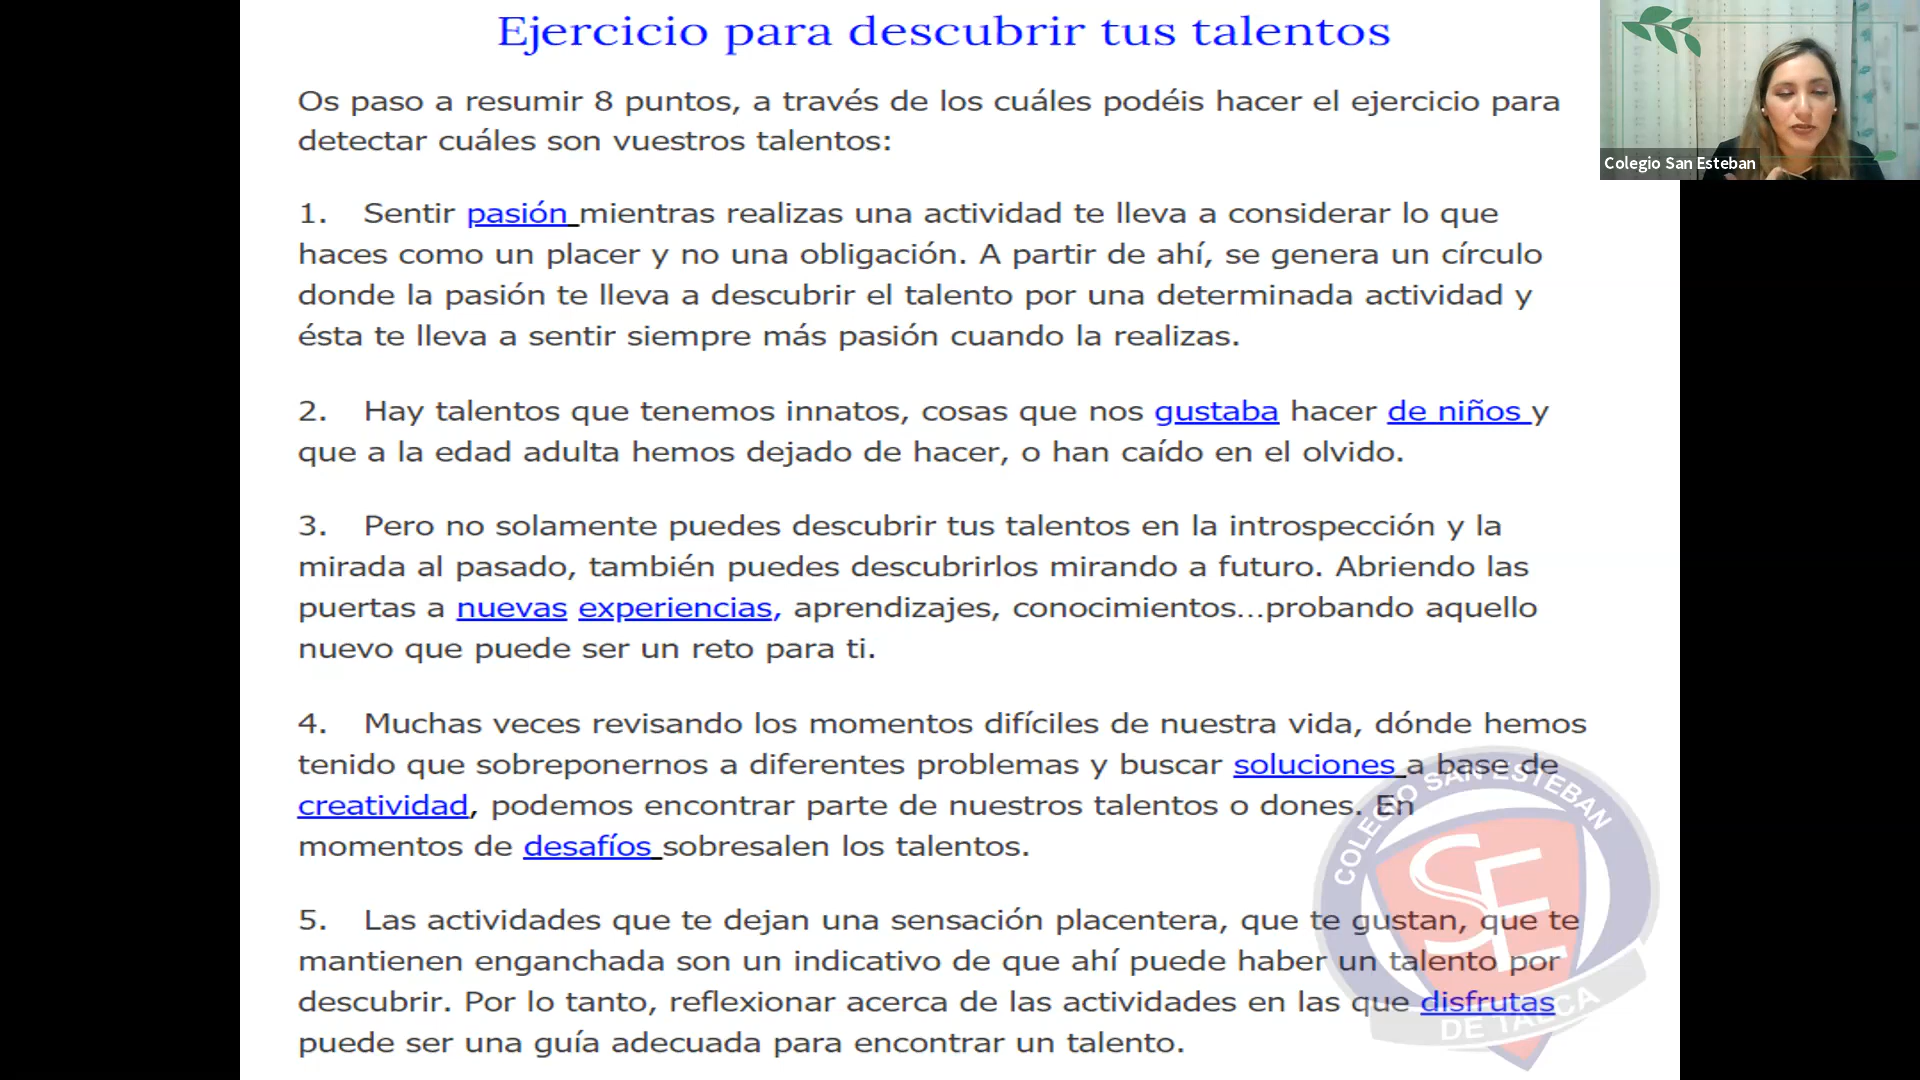 Ejercicio para descubrir tus talentos
Os paso a resumir 8 puntos, a través de los cuáles podéis hacer el ejercicio para
detectar cuáles son vuestros talentos:
1. Sentir pasión mientras realizas una actividad te lleva a considerar lo que
haces como un placer y no una obligación. A partir de ahí, se genera un círculo
donde la pasión te lleva a descubrir el talento por una determinada actividad y
ésta te lleva a sentir siempre más pasión cuando la realizas.
2. Hay talentos que tenemos innatos, cosas que nos gustaba hacer de niños y
que a la edad adulta hemos dejado de hacer, o han caído en el olvido.
3. Pero no solamente puedes descubrir tus talentos en la introspección y la
mirada al pasado, también puedes descubrirlos mirando a futuro. Abriendo las
puertas a nuevas experiencias, aprendizajes, conocimientos...probando aquello
nuevo que puede ser un reto para ti.
4. Muchas veces revisando los momentos difíciles de nuestra vida, dónde hemos
tenido que sobreponernos a diferentes problemas y buscar soluciones a base de
creatividad, podemos encontrar parte de nuestros talentos o dones. En
momentos de desafíos sobresalen los talentos.
5. Las actividades que te dejan una sensación placentera, que te gustan, que te
mantienen enganchada son un indicativo de que ahí puede haber un talento por
descubrir. Por lo tanto, reflexionar acerca de las actividades en las que disfrutas
puede ser una guía adecuada para encontrar un talento.
Colegio San Esteban
COLEGIO SAN ESTEBAN
SE
DE TALCA